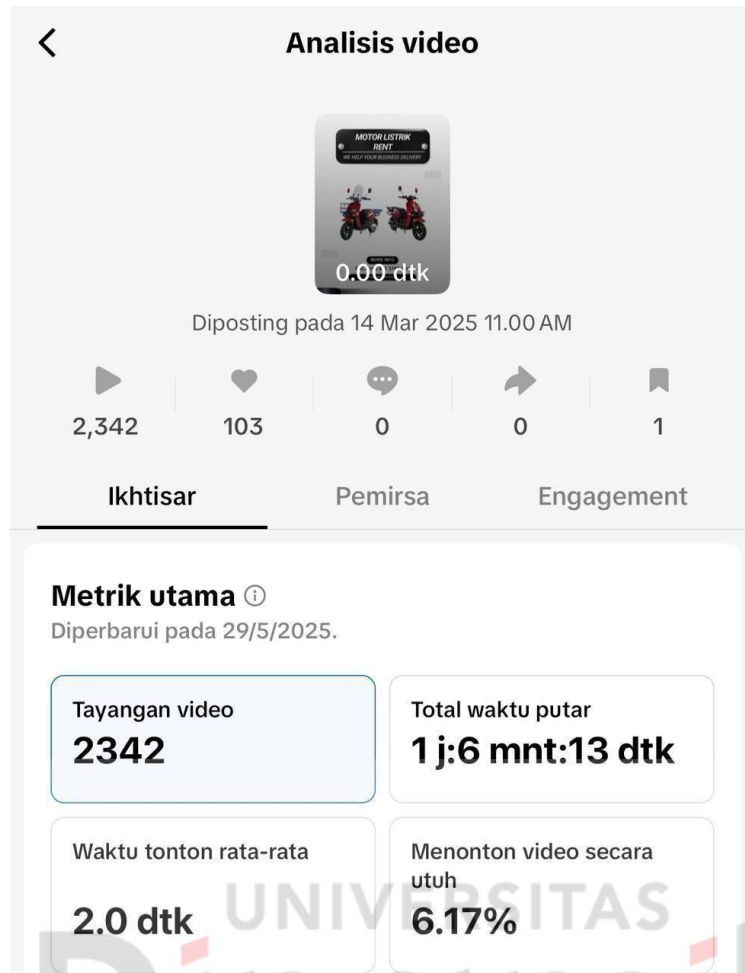 Analisis video
MOTOR LISTRIK
RENT
WE HELP YOUR BUSINESS DELIVERY
MORE INFO
0.00 dtk
Diposting pada 14 Mar 2025 11.00 AM
2,342 103 0 0 1
Ikhtisar Pemirsa Engagement
Metrik utama
Diperbarui pada 29/5/2025.
Tayangan video
2342
Total waktu putar
1 j:6 mnt:13 dtk
Waktu tonton rata-rata
2.0 dtk
Menonton video secara
utuh
6.17%
UNIVERSITAS